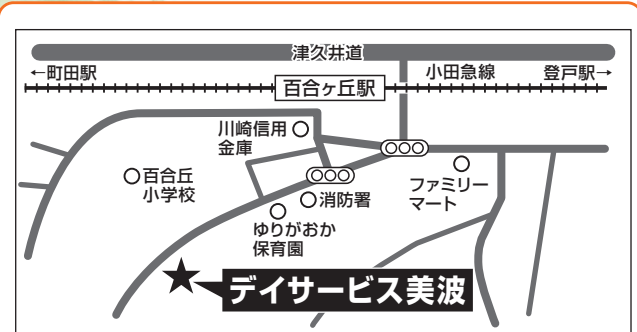 津久井道
←町田駅
小田急線
登戸駅→
百合ヶ丘駅
川崎信用
金庫
百合丘
小学校
消防署
ファミリー
マート
ゆりがおか
保育園
デイサービス美波